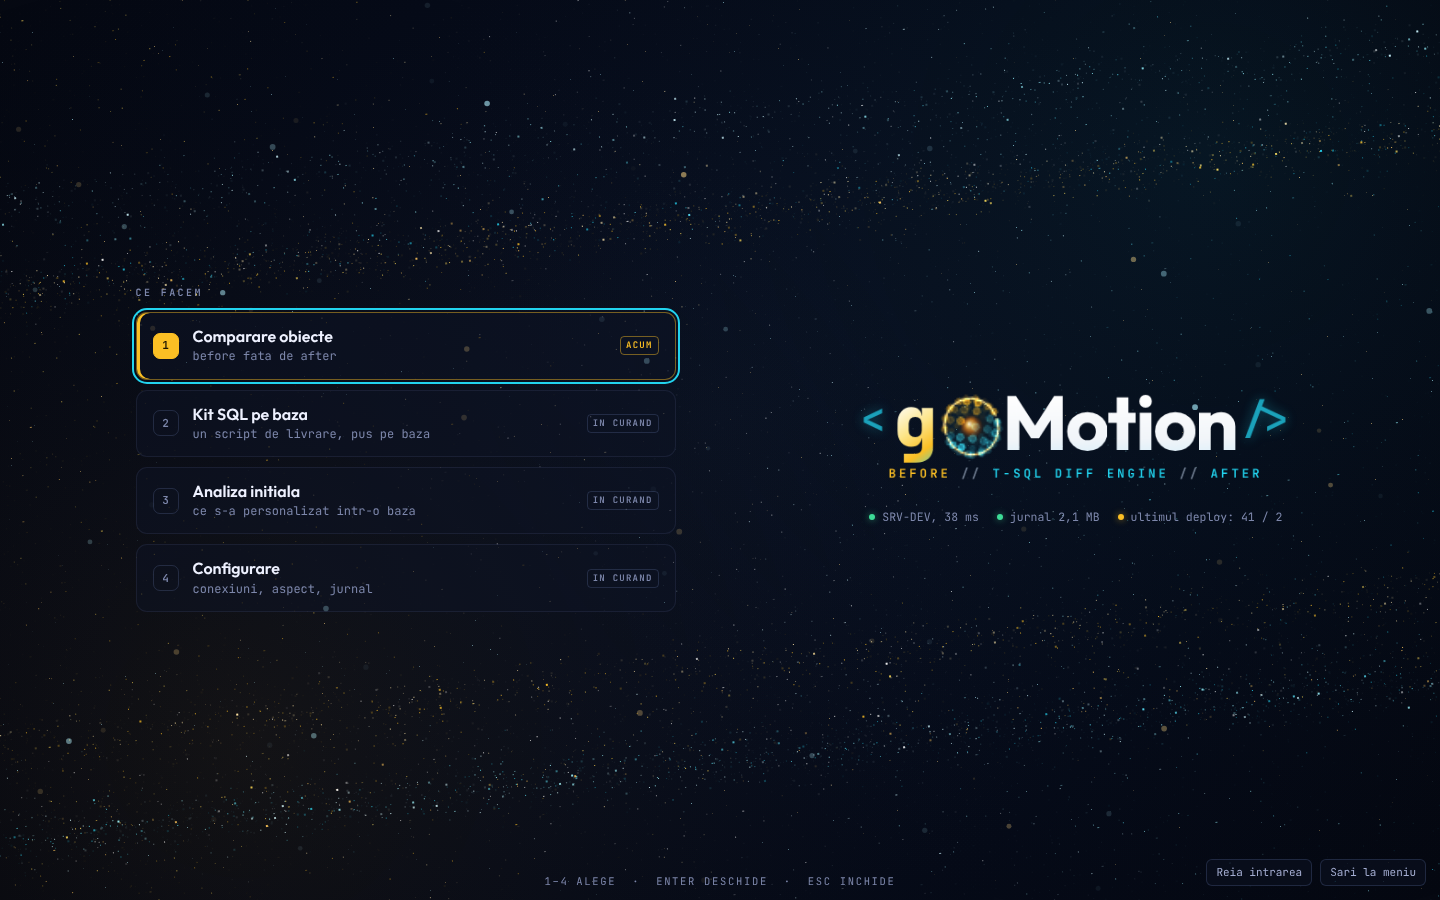 CE FACEM
1 Comparare obiecte ACUM
before fata de after
2 Kit SQL pe baza IN CURAND
un script de livrare, pus pe baza
3 Analiza initiala IN CURAND
ce s-a personalizat intr-o baza
4 Configurare IN CURAND
conexiuni, aspect, jurnal
<goMotion/>
BEFORE // T-SQL DIFF ENGINE // AFTER
SRV-DEV, 38 ms jurnal 2,1 MB ultimul deploy: 41 / 2
1–4 ALEGE · ENTER DESCHIDE · ESC INCHIDE
Reia intrarea Sari la meniu